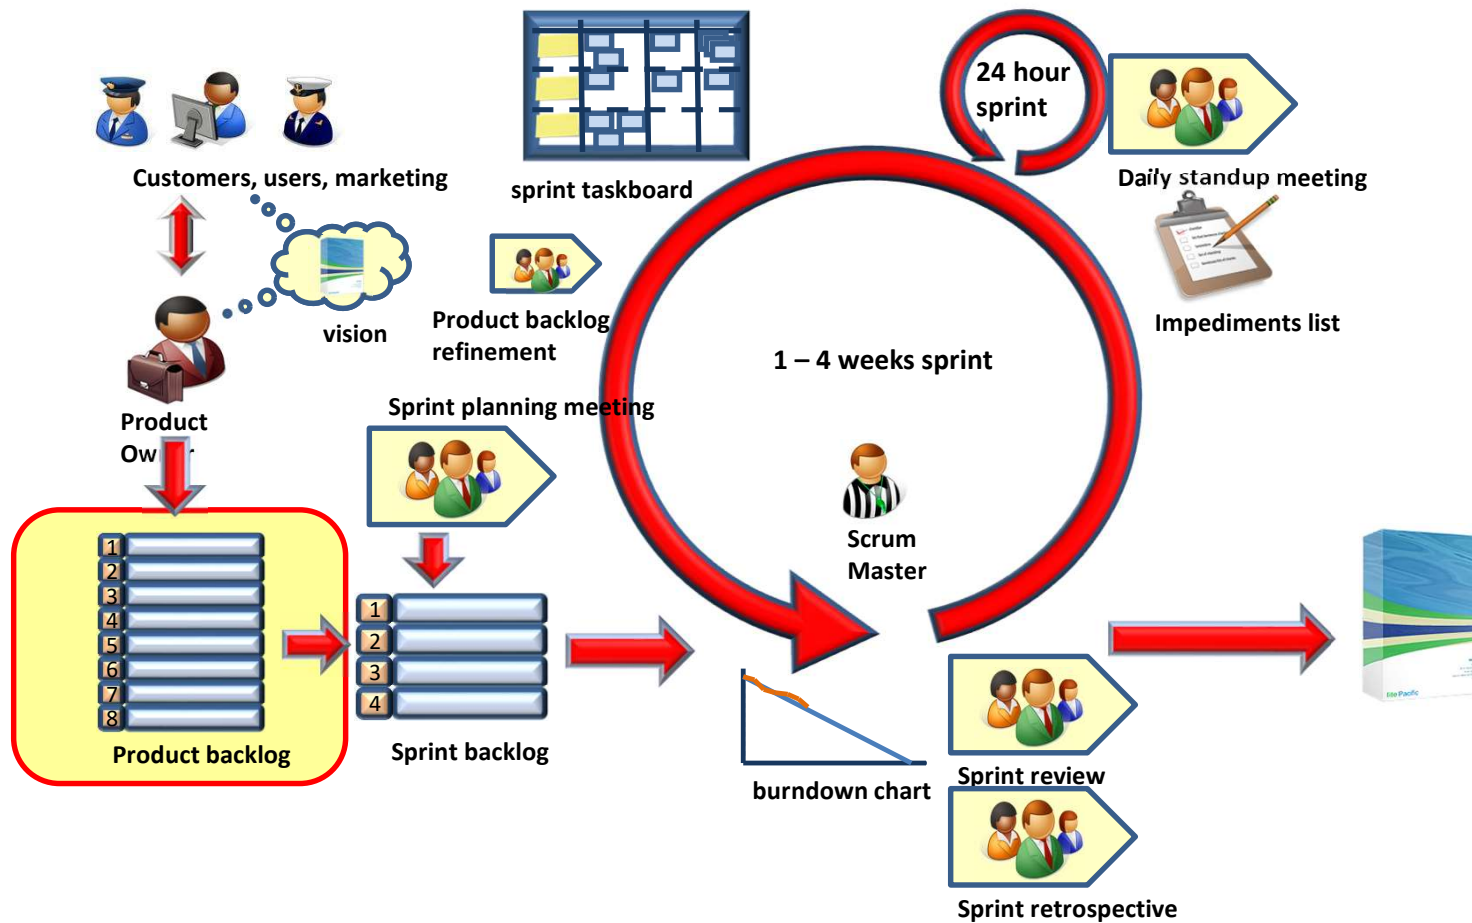 24 hour
sprint
Customers, users, marketing
sprint taskboard
Daily standup meeting
vision
Product backlog
refinement
Impediments list
1 – 4 weeks sprint
Product
Owner
Sprint planning meeting
Scrum
Master
1
2
3
4
5
6
7
8
Product backlog
1
2
3
4
Sprint backlog
burndown chart
Sprint review
Sprint retrospective